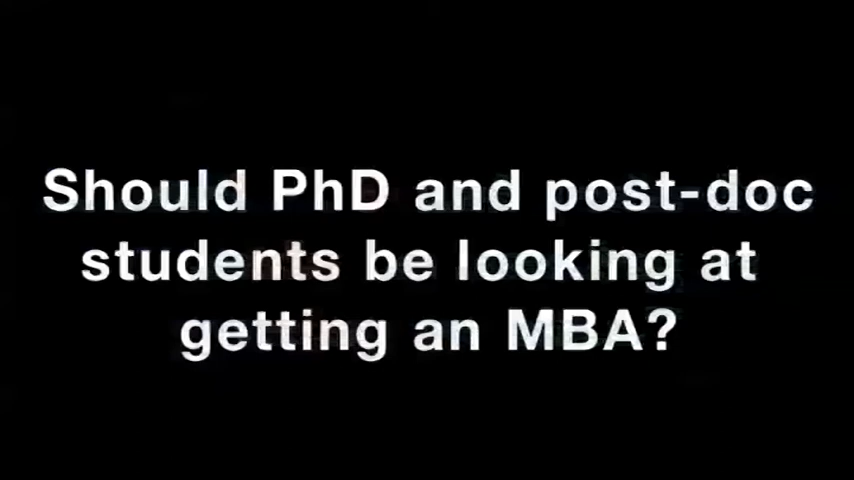 Should PhD and post-doc
students be looking at
getting an MBA?